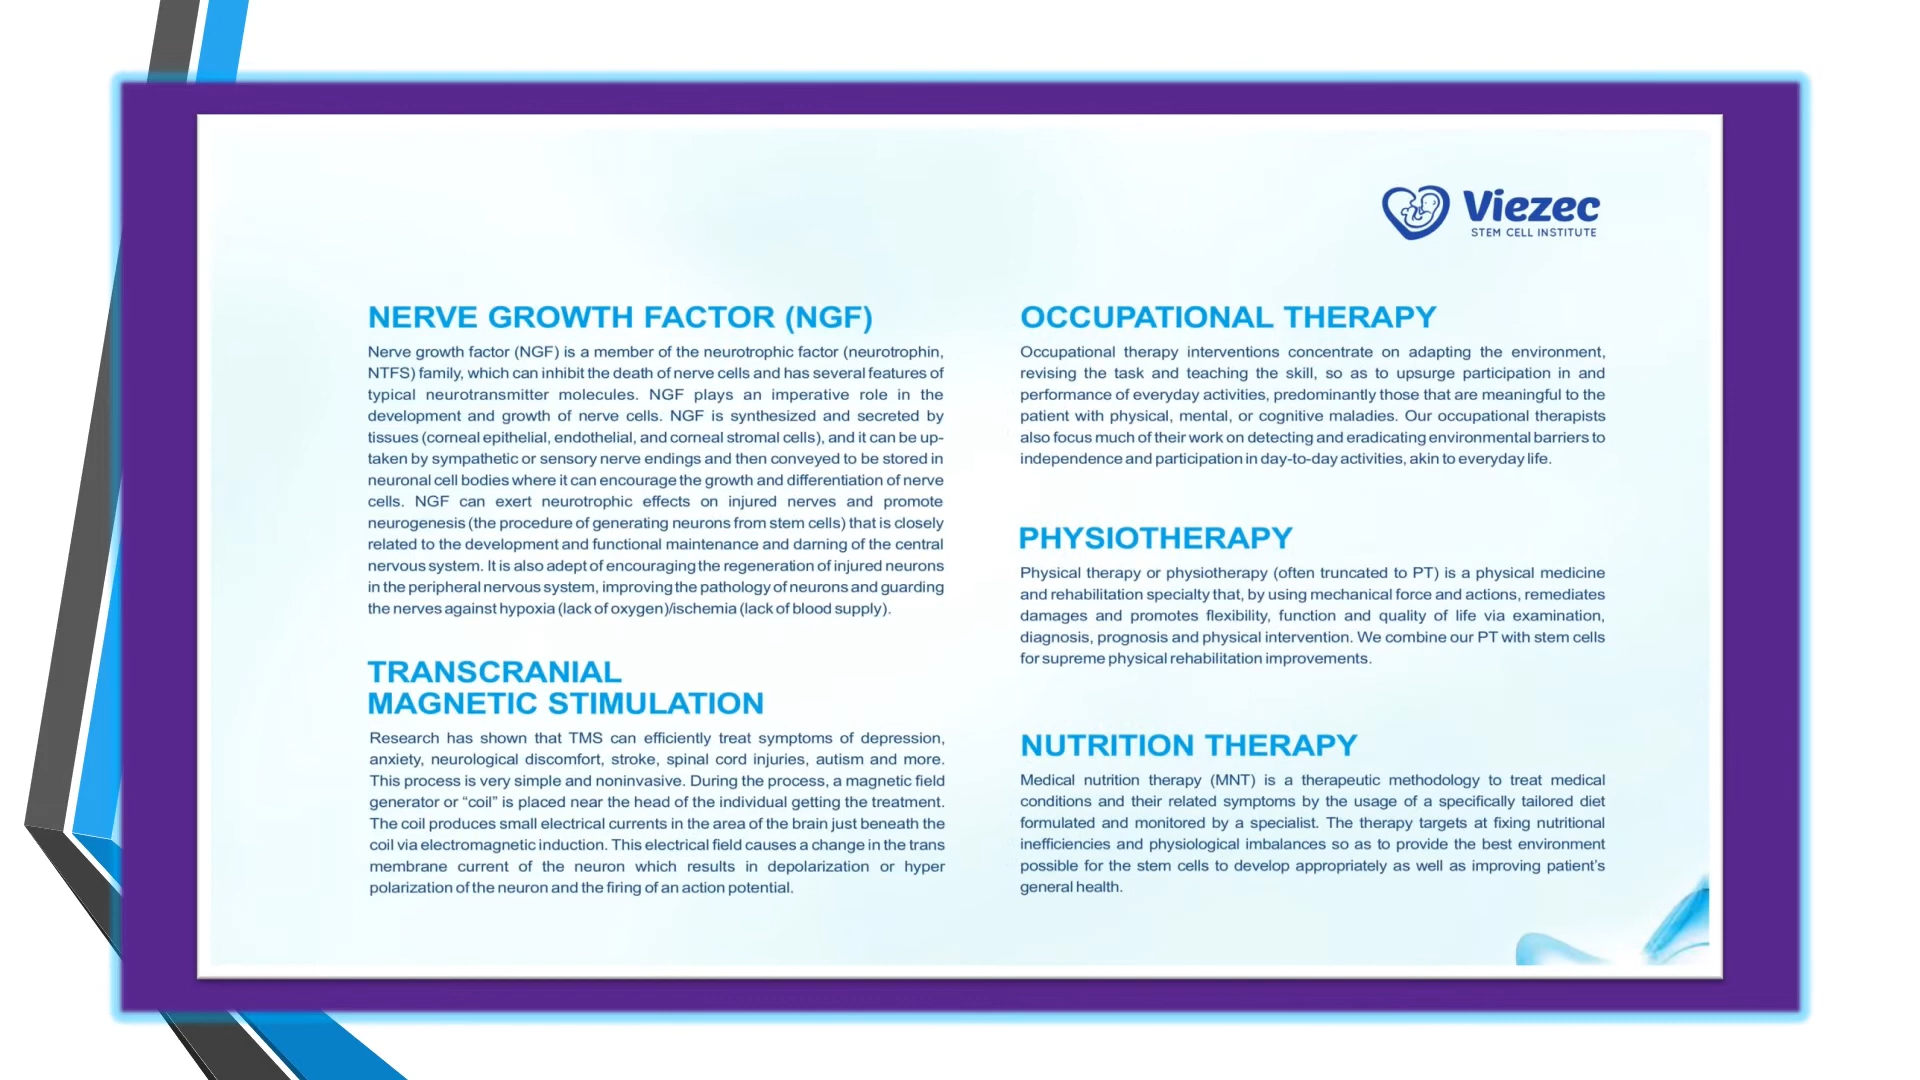 Viezec
STEM CELL INSTITUTE
NERVE GROWTH FACTOR (NGF)
Nerve growth factor (NGF) is a member of the neurotrophic factor (neurotrophin,
NTFS) family, which can inhibit the death of nerve cells and has several features of
typical neurotransmitter molecules. NGF plays an imperative role in the
development and growth of nerve cells. NGF is synthesized and secreted by
tissues (corneal epithelial, endothelial, and corneal stromal cells), and it can be up-
taken by sympathetic or sensory nerve endings and then conveyed to be stored in
neuronal cell bodies where it can encourage the growth and differentiation of nerve
cells. NGF can exert neurotrophic effects on injured nerves and promote
neurogenesis (the procedure of generating neurons from stem cells) that is closely
related to the development and functional maintenance and darning of the central
nervous system. It is also adept of encouraging the regeneration of injured neurons
in the peripheral nervous system, improving the pathology of neurons and guarding
the nerves against hypoxia (lack of oxygen)/ischemia (lack of blood supply).
TRANSCRANIAL
MAGNETIC STIMULATION
Research has shown that TMS can efficiently treat symptoms of depression,
anxiety, neurological discomfort, stroke, spinal cord injuries, autism and more.
This process is very simple and noninvasive. During the process, a magnetic field
generator or “coil” is placed near the head of the individual getting the treatment.
The coil produces small electrical currents in the area of the brain just beneath the
coil via electromagnetic induction. This electrical field causes a change in the trans
membrane current of the neuron which results in depolarization or hyper
polarization of the neuron and the firing of an action potential.
OCCUPATIONAL THERAPY
Occupational therapy interventions concentrate on adapting the environment,
revising the task and teaching the skill, so as to upsurge participation in and
performance of everyday activities, predominantly those that are meaningful to the
patient with physical, mental, or cognitive maladies. Our occupational therapists
also focus much of their work on detecting and eradicating environmental barriers to
independence and participation in day-to-day activities, akin to everyday life.
PHYSIOTHERAPY
Physical therapy or physiotherapy (often truncated to PT) is a physical medicine
and rehabilitation specialty that, by using mechanical force and actions, remediates
damages and promotes flexibility, function and quality of life via examination,
diagnosis, prognosis and physical intervention. We combine our PT with stem cells
for supreme physical rehabilitation improvements.
NUTRITION THERAPY
Medical nutrition therapy (MNT) is a therapeutic methodology to treat medical
conditions and their related symptoms by the usage of a specifically tailored diet
formulated and monitored by a specialist. The therapy targets at fixing nutritional
inefficiencies and physiological imbalances so as to provide the best environment
possible for the stem cells to develop appropriately as well as improving patient’s
general health.